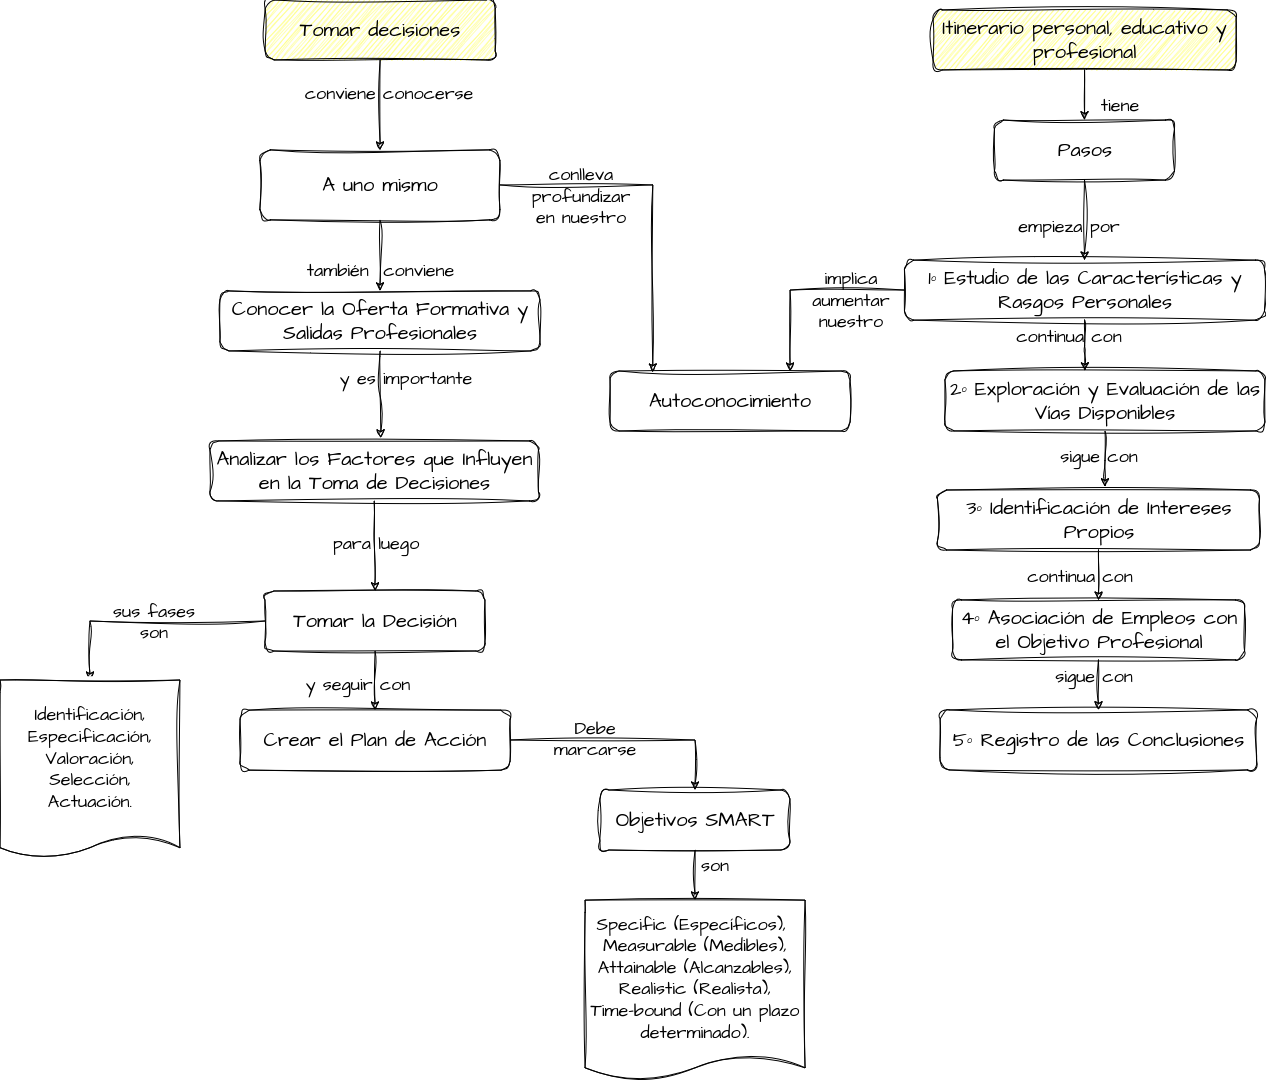 Tomar decisiones
conviene conocerse
A uno mismo
conlleva
profundizar
en nuestro
también conviene
Conocer la Oferta Formativa y
Salidas Profesionales
y es importante
Analizar los Factores que Influyen
en la Toma de Decisiones
para luego
Tomar la Decisión
sus fases
son
Identificación,
Especificación,
Valoración,
Selección,
Actuación.
y seguir con
Crear el Plan de Acción
Debe
marcarse
Objetivos SMART
son
Specific (Específicos),
Measurable (Medibles),
Attainable (Alcanzables),
Realistic (Realista),
Time-bound (Con un plazo
determinado).
Autoconocimiento
Itinerario personal, educativo y
profesional
tiene
Pasos
empieza por
1º Estudio de las Características y
Rasgos Personales
implica
aumentar
nuestro
continua con
2º Exploración y Evaluación de las
Vías Disponibles
sigue con
3º Identificación de Intereses
Propios
continua con
4º Asociación de Empleos con
el Objetivo Profesional
sigue con
5º Registro de las Conclusiones